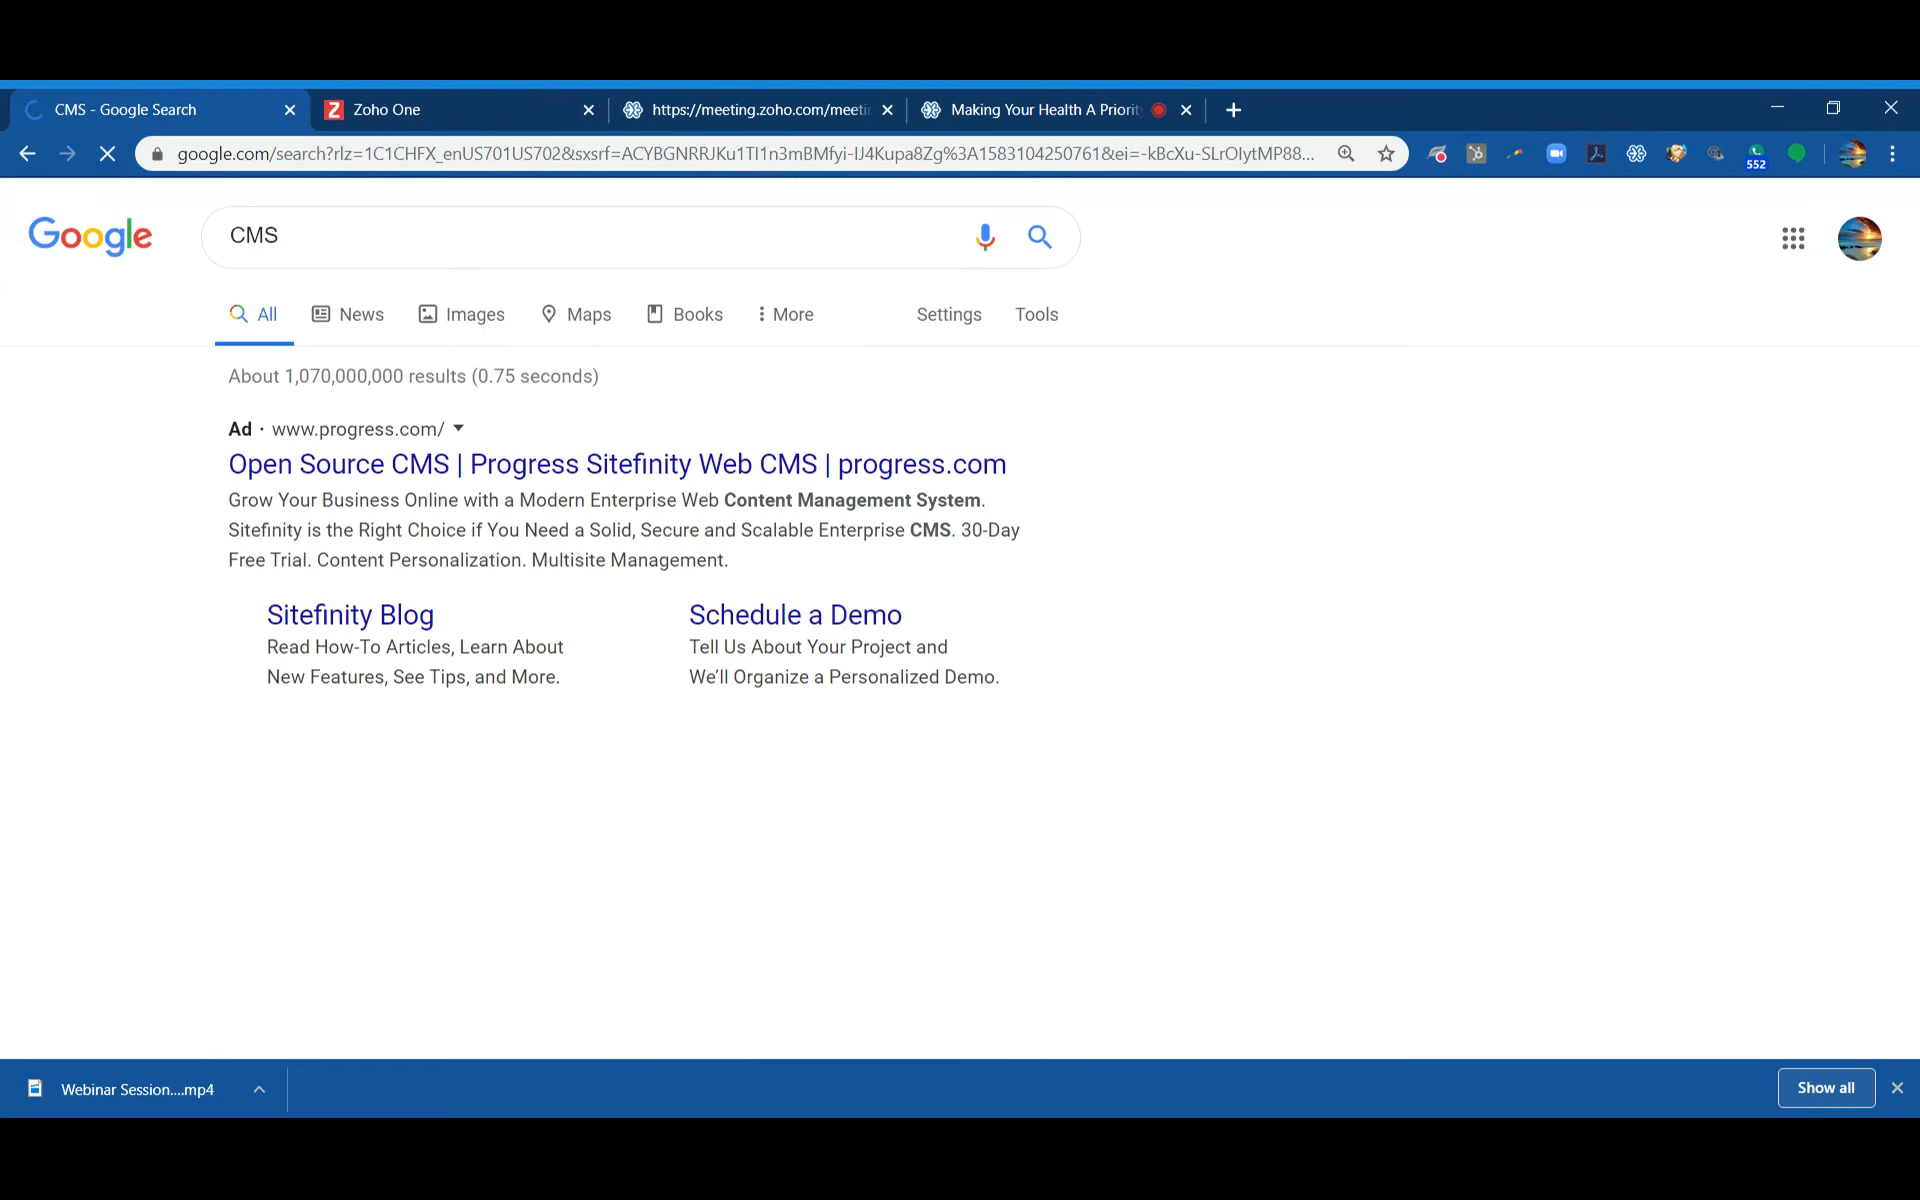 CMS - Google Search
Zoho One
https://meeting.zoho.com/meetin
Making Your Health A Priorit
google.com/search?rlz=1C1CHFX_enUS701US702&sxsrf=ACYBGNRRJKu1TI1n3mBMfyi-IJ4Kupa8Zg%3A1583104250761&ei=-kBcXu-SLrOlytMP88...
552
Google
CMS
All
News
Images
Maps
Books
More
Settings
Tools
About 1,070,000,000 results (0.75 seconds)
Ad · www.progress.com/
Open Source CMS | Progress Sitefinity Web CMS | progress.com
Grow Your Business Online with a Modern Enterprise Web Content Management System.
Sitefinity is the Right Choice if You Need a Solid, Secure and Scalable Enterprise CMS. 30-Day
Free Trial. Content Personalization. Multisite Management.
Sitefinity Blog
Read How-To Articles, Learn About
New Features, See Tips, and More.
Schedule a Demo
Tell Us About Your Project and
We'll Organize a Personalized Demo.
Webinar Session....mp4
Show all